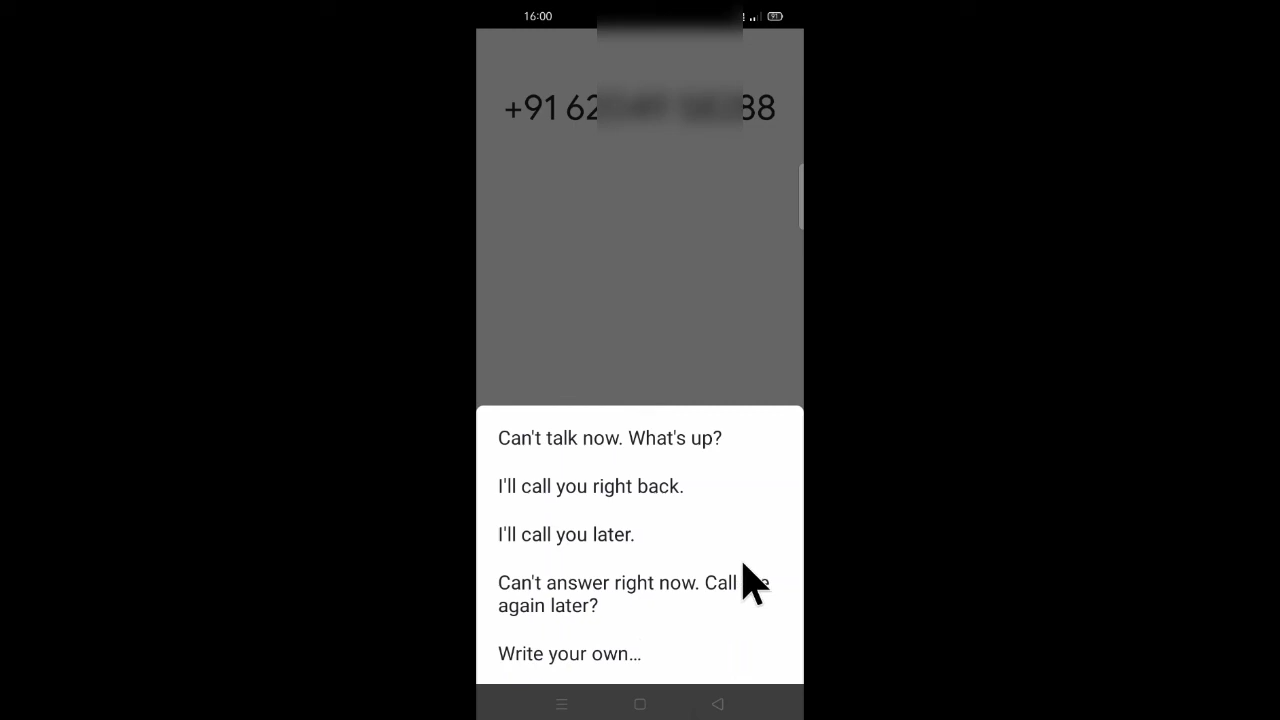 16:00
91
+91 62 88
Can't talk now. What's up?
I'll call you right back.
I'll call you later.
Can't answer right now. Call
again later?
Write your own...